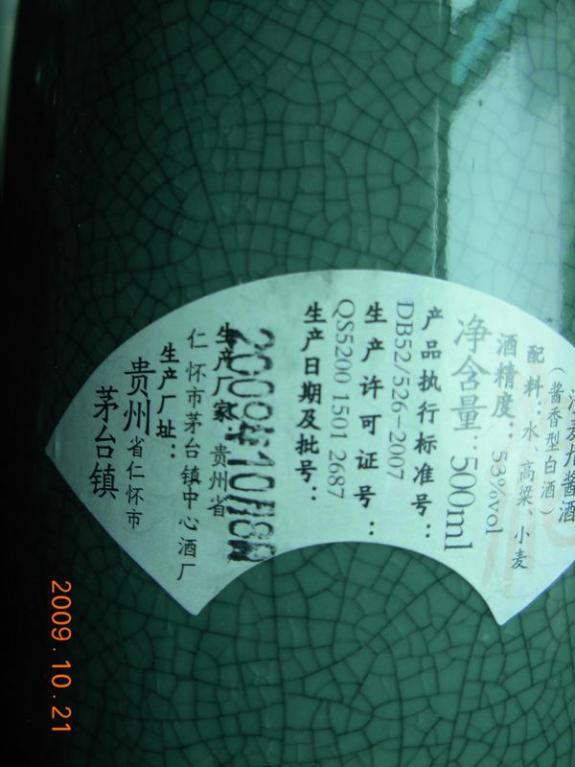 （酱香型白酒）
配料：水、高粱 小麦
酒精度：53%vol
净含量：500ml
产品执行标准号：
DB52/526-2007
生产许可证号：
QS5200 1501 2687
生产日期及批号：
生产厂家：贵州省
仁怀市茅台镇中心酒厂
生产厂址：
贵州省仁怀市
茅台镇
2009.10.21